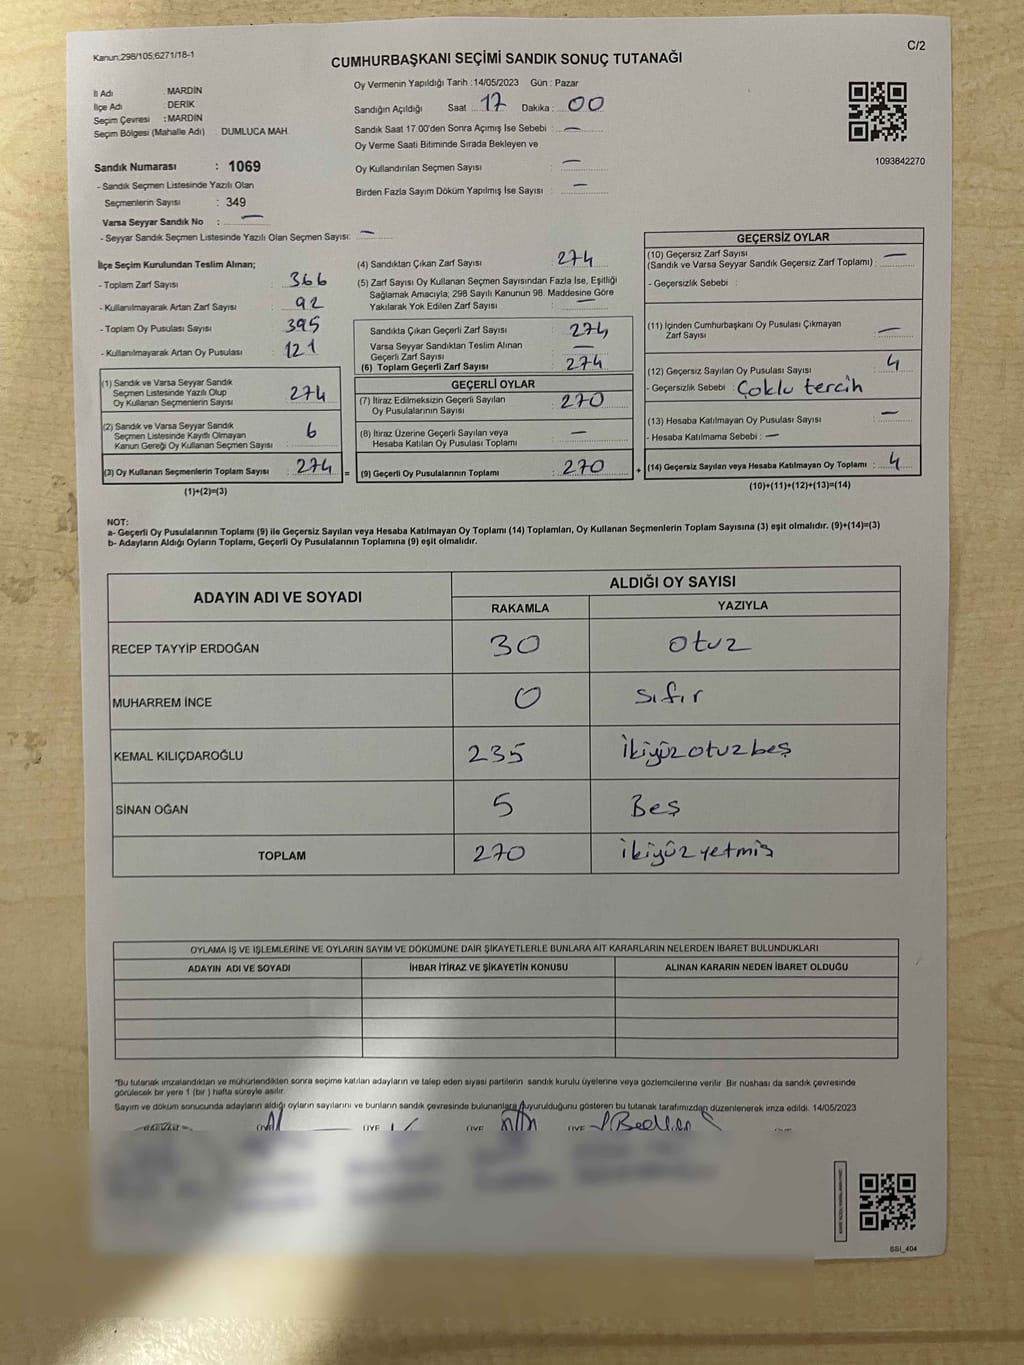 Kanun;298/105;6271/18-1
C/2
CUMHURBAŞKANI SEÇİMİ SANDIK SONUÇ TUTANAĞI
İl Adı : MARDİN
İlçe Adı : DERİK
Seçim Çevresi : MARDİN
Seçim Bölgesi (Mahalle Adı) : DUMLUCA MAH.
Oy Vermenin Yapıldığı Tarih :14/05/2023 Gün : Pazar
Sandığın Açıldığı Saat 17 Dakika : 00
Sandık Saat 17.00'den Sonra Açımış İse Sebebi : —
Oy Verme Saati Bitiminde Sırada Bekleyen ve
Oy Kullandırılan Seçmen Sayısı : —
Birden Fazla Sayım Döküm Yapılmış İse Sayısı : —
1093842270
Sandık Numarası : 1069
- Sandık Seçmen Listesinde Yazılı Olan
Seçmenlerin Sayısı : 349
Varsa Seyyar Sandık No : —
- Seyyar Sandık Seçmen Listesinde Yazılı Olan Seçmen Sayısı: —
İlçe Seçim Kurulundan Teslim Alınan;
- Toplam Zarf Sayısı : 366
- Kullanılmayarak Artan Zarf Sayısı : 92
- Toplam Oy Pusulası Sayısı : 395
- Kullanılmayarak Artan Oy Pusulası : 121
(1) Sandık ve Varsa Seyyar Sandık
Seçmen Listesinde Yazılı Olup
Oy Kullanan Seçmenlerin Sayısı : 274
(2) Sandık ve Varsa Seyyar Sandık
Seçmen Listesinde Kayıtlı Olmayan
Kanun Gereği Oy Kullanan Seçmen Sayısı : 6
(3) Oy Kullanan Seçmenlerin Toplam Sayısı : 274 =
(1)+(2)=(3)
(4) Sandıktan Çıkan Zarf Sayısı : 274
(5) Zarf Sayısı Oy Kullanan Seçmen Sayısından Fazla İse, Eşitliği
Sağlamak Amacıyla; 298 Sayılı Kanunun 98. Maddesine Göre
Yakılarak Yok Edilen Zarf Sayısı : —
Sandıkta Çıkan Geçerli Zarf Sayısı : 274
Varsa Seyyar Sandıktan Teslim Alınan
Geçerli Zarf Sayısı : —
(6) Toplam Geçerli Zarf Sayısı : 274
GEÇERLİ OYLAR
(7) İtiraz Edilmeksizin Geçerli Sayılan
Oy Pusulalarının Sayısı : 270
(8) İtiraz Üzerine Geçerli Sayılan veya
Hesaba Katılan Oy Pusulası Toplamı : —
(9) Geçerli Oy Pusulalarının Toplamı : 270 +
GEÇERSİZ OYLAR
(10) Geçersiz Zarf Sayısı
(Sandık ve Varsa Seyyar Sandık Geçersiz Zarf Toplamı) : —
- Geçersizlik Sebebi :
(11) İçinden Cumhurbaşkanı Oy Pusulası Çıkmayan
Zarf Sayısı : —
(12) Geçersiz Sayılan Oy Pusulası Sayısı : 4
- Geçersizlik Sebebi : Çoklu tercih
(13) Hesaba Katılmayan Oy Pusulası Sayısı : —
- Hesaba Katılmama Sebebi : —
(14) Geçersiz Sayılan veya Hesaba Katılmayan Oy Toplamı : 4
(10)+(11)+(12)+(13)=(14)
NOT:
a- Geçerli Oy Pusulalarının Toplamı (9) ile Geçersiz Sayılan veya Hesaba Katılmayan Oy Toplamı (14) Toplamları, Oy Kullanan Seçmenlerin Toplam Sayısına (3) eşit olmalıdır. (9)+(14)=(3)
b- Adayların Aldığı Oyların Toplamı, Geçerli Oy Pusulalarının Toplamına (9) eşit olmalıdır.
ADAYIN ADI VE SOYADI ALDIĞI OY SAYISI
RAKAMLA YAZIYLA
RECEP TAYYİP ERDOĞAN 30 otuz
MUHARREM İNCE 0 sıfır
KEMAL KILIÇDAROĞLU 235 İkiyüzotuzbeş
SİNAN OĞAN 5 Beş
TOPLAM 270 ikiyüzyetmiş
OYLAMA İŞ VE İŞLEMLERİNE VE OYLARIN SAYIM VE DÖKÜMÜNE DAİR ŞİKAYETLERLE BUNLARA AİT KARARLARIN NELERDEN İBARET BULUNDUKLARI
ADAYIN ADI VE SOYADI İHBAR İTİRAZ VE ŞİKAYETİN KONUSU ALINAN KARARIN NEDEN İBARET OLDUĞU
"Bu tutanak imzalandıktan ve mühürlendikten sonra seçime katılan adayların ve talep eden siyasi partilerin sandık kurulu üyelerine veya gözlemcilerine verilir. Bir nüshası da sandık çevresinde
görülecek bir yere 1 (bir ) hafta süreyle asılır.
Sayım ve döküm sonucunda adayların aldığı oyların sayılarını ve bunların sandık çevresinde bulunanlara duyurulduğunu gösteren bu tutanak tarafımızdan düzenlenerek imza edildi. 14/05/2023
ÜYE ÜYE ÜYE
SSI_404